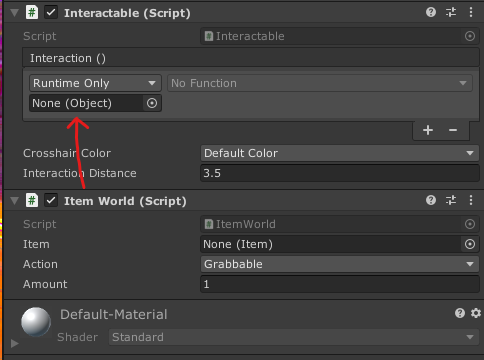 Interactable (Script)
Script Interactable
Interaction ()
Runtime Only No Function
None (Object)
+ -
Crosshair Color Default Color
Interaction Distance 3.5
Item World (Script)
Script ItemWorld
Item None (Item)
Action Grabbable
Amount 1
Default-Material
Shader Standard